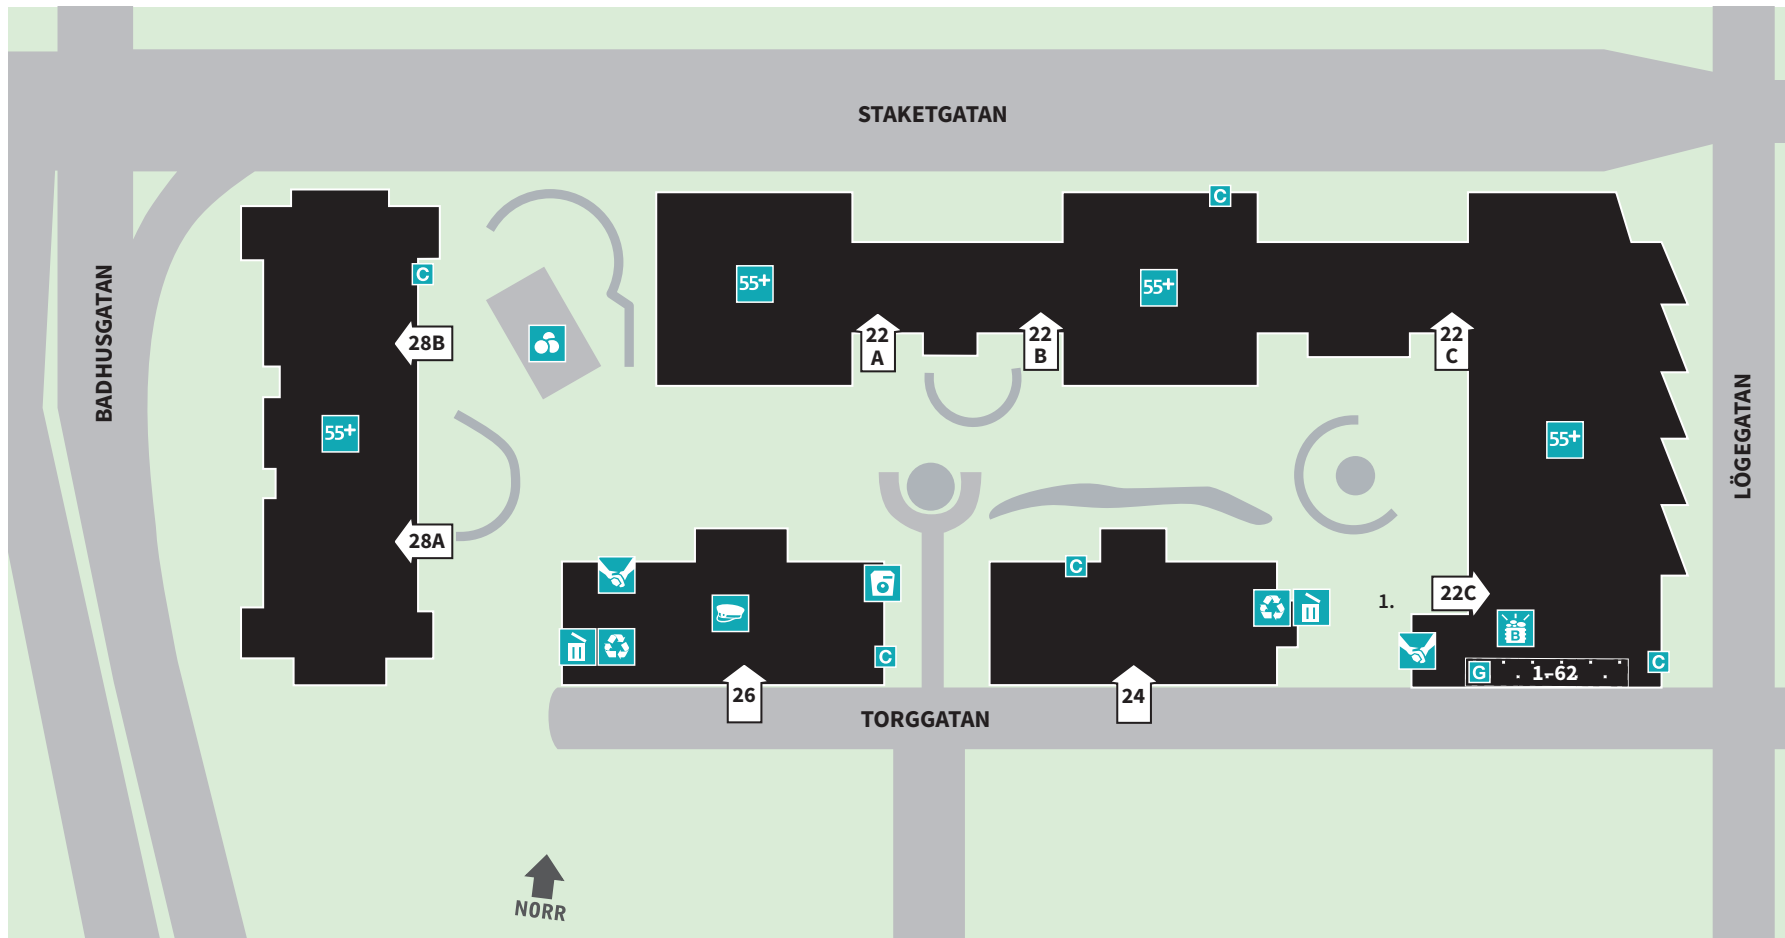 STAKETGATAN
C
C
55+
55+
22
A
22
B
22
C
28B
BADHUSGATAN
55+
55+
LÖGEGATAN
28A
C
22C
1.
B
C
C
G
1-62
26
24
TORGGATAN
NORR